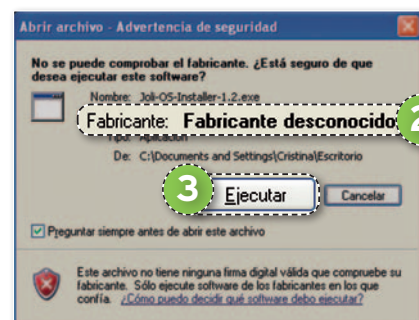 Abrir archivo - Advertencia de seguridad
No se puede comprobar el fabricante. ¿Está seguro de que
desea ejecutar este software?
Nombre: Joli-OS-Installer-1.2.exe
Fabricante: Fabricante desconocido
2
Tipo: Aplicación
De: C:\Documents and Settings\Cristina\Escritorio
3
Ejecutar
Cancelar
Preguntar siempre antes de abrir este archivo
Este archivo no tiene ninguna firma digital válida que compruebe su
fabricante. Sólo ejecute software de los fabricantes en los que
confía. ¿Cómo puedo decidir qué software debo ejecutar?